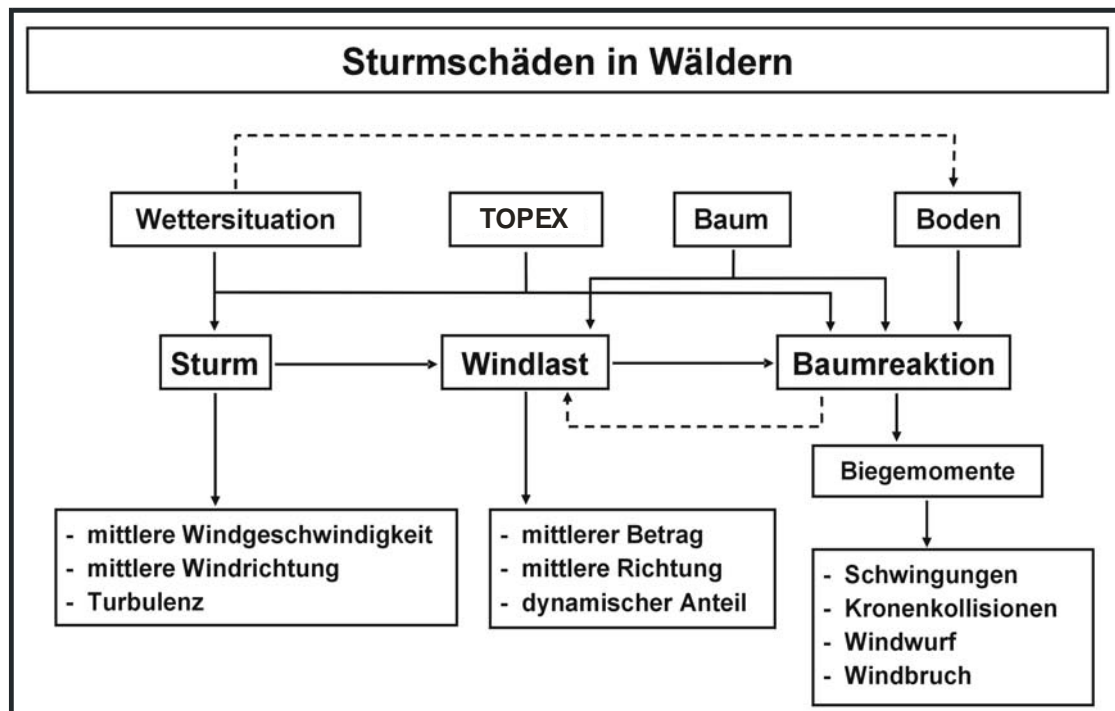 Sturmschäden in Wäldern
Wettersituation
TOPEX
Baum
Boden
Sturm
Windlast
Baumreaktion
Biegemomente
- mittlere Windgeschwindigkeit
- mittlere Windrichtung
- Turbulenz
- mittlerer Betrag
- mittlere Richtung
- dynamischer Anteil
- Schwingungen
- Kronenkollisionen
- Windwurf
- Windbruch